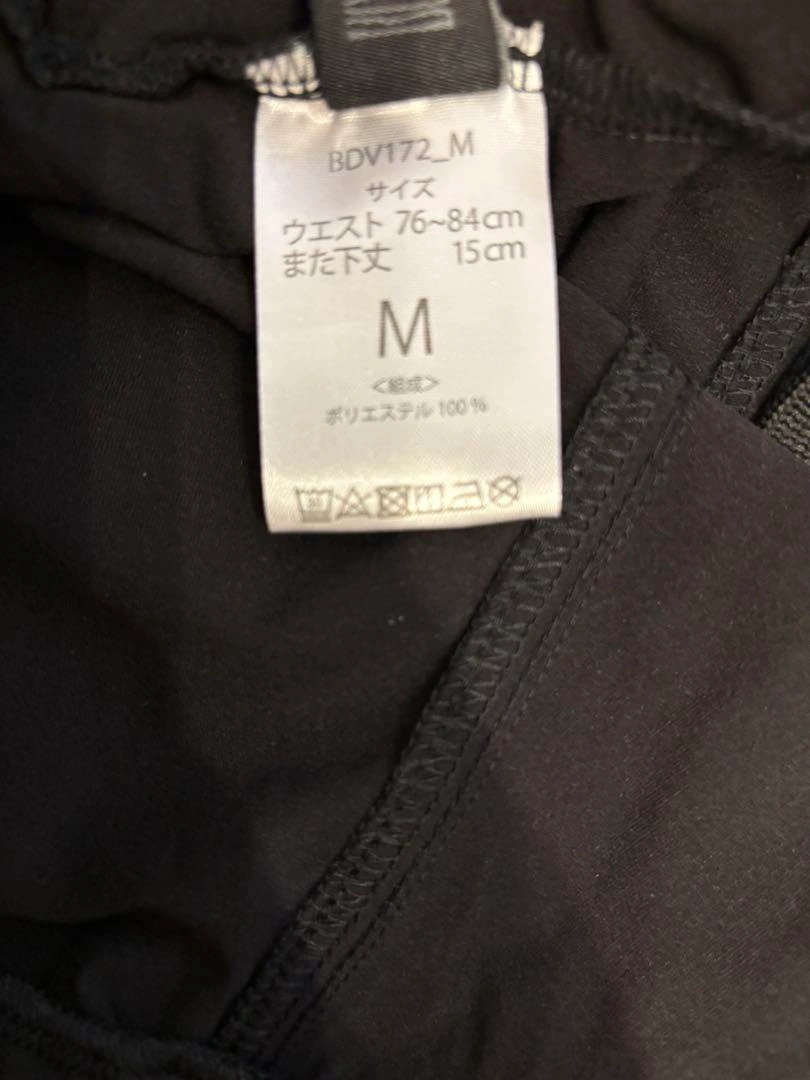 BDV172_M
サイズ
ウエスト 76~84cm
また下丈 15cm
M
<組成>
ポリエステル 100%